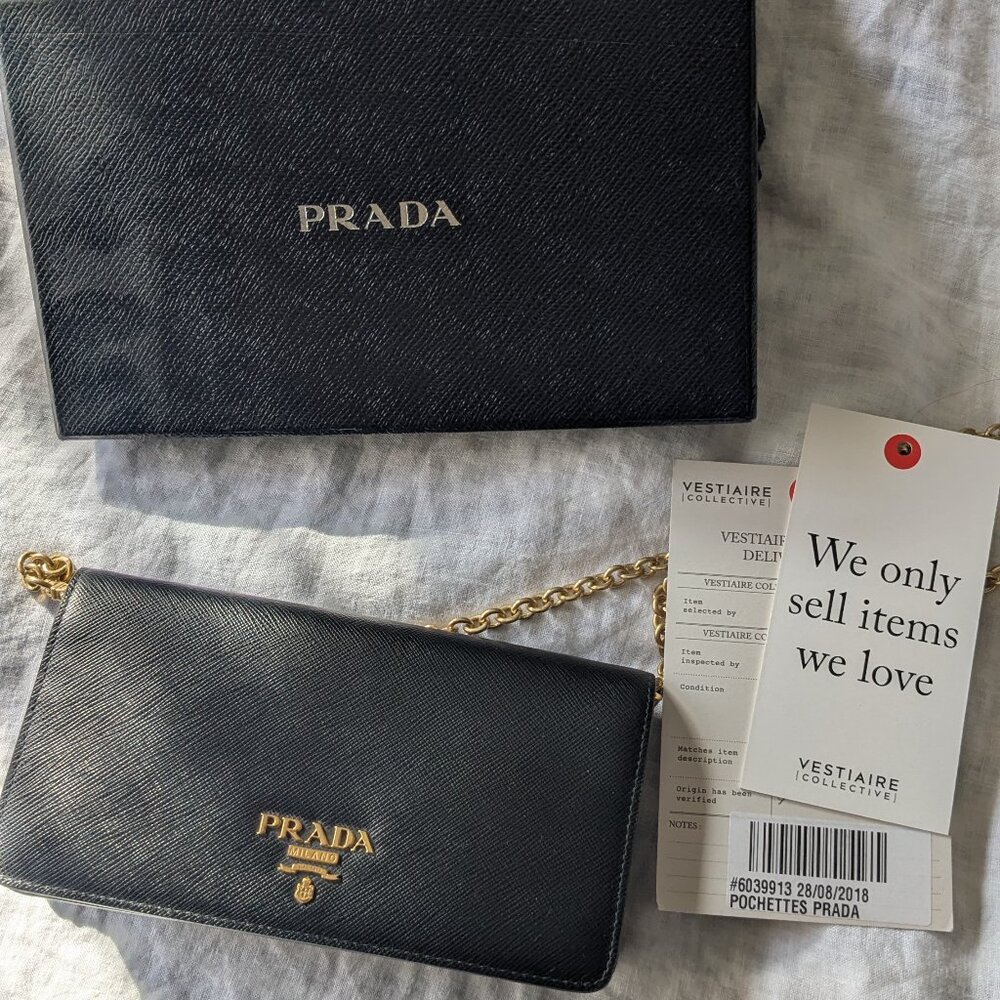 PRADA
VESTIAIRE
|COLLECTIVE|
VESTIAIRE
DELI
VESTIAIRE COL
Item
selected by
VESTIAIRE CO
Item
inspected by
Condition
Matches item
description
Origin has been
verified
NOTES:
We only
sell items
we love
VESTIAIRE
|COLLECTIVE|
#6039913 28/08/2018
POCHETTES PRADA
PRADA
MILANO